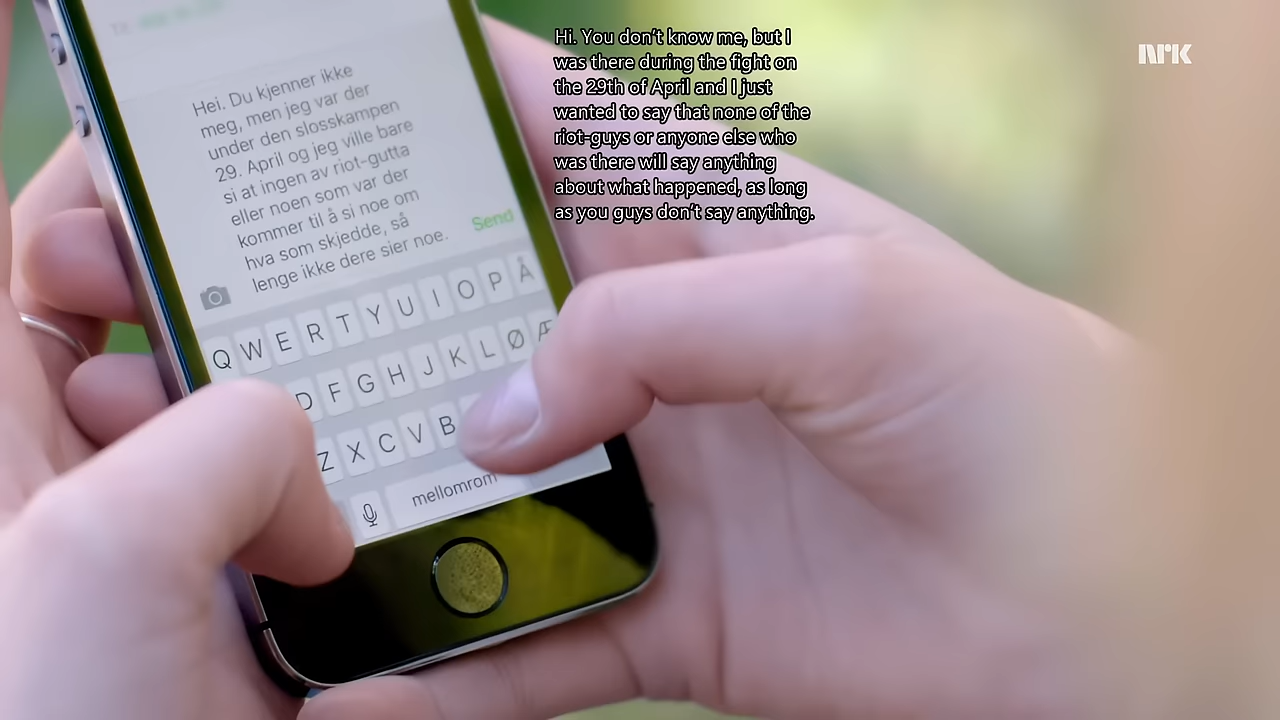 Hei. Du kjenner ikke
meg, men jeg var der
under den slosskampen
29. April og jeg ville bare
si at ingen av riot-gutta
eller noen som var der
kommer til å si noe om
hva som skjedde, så
lenge ikke dere sier noe.
Send
Q W E R T Y U I O P Å
D F G H J K L Ø Æ
Z X C V B
mellomrom
Hi. You don't know me, but I
was there during the fight on
the 29th of April and I just
wanted to say that none of the
riot-guys or anyone else who
was there will say anything
about what happened, as long
as you guys don't say anything.
nrk